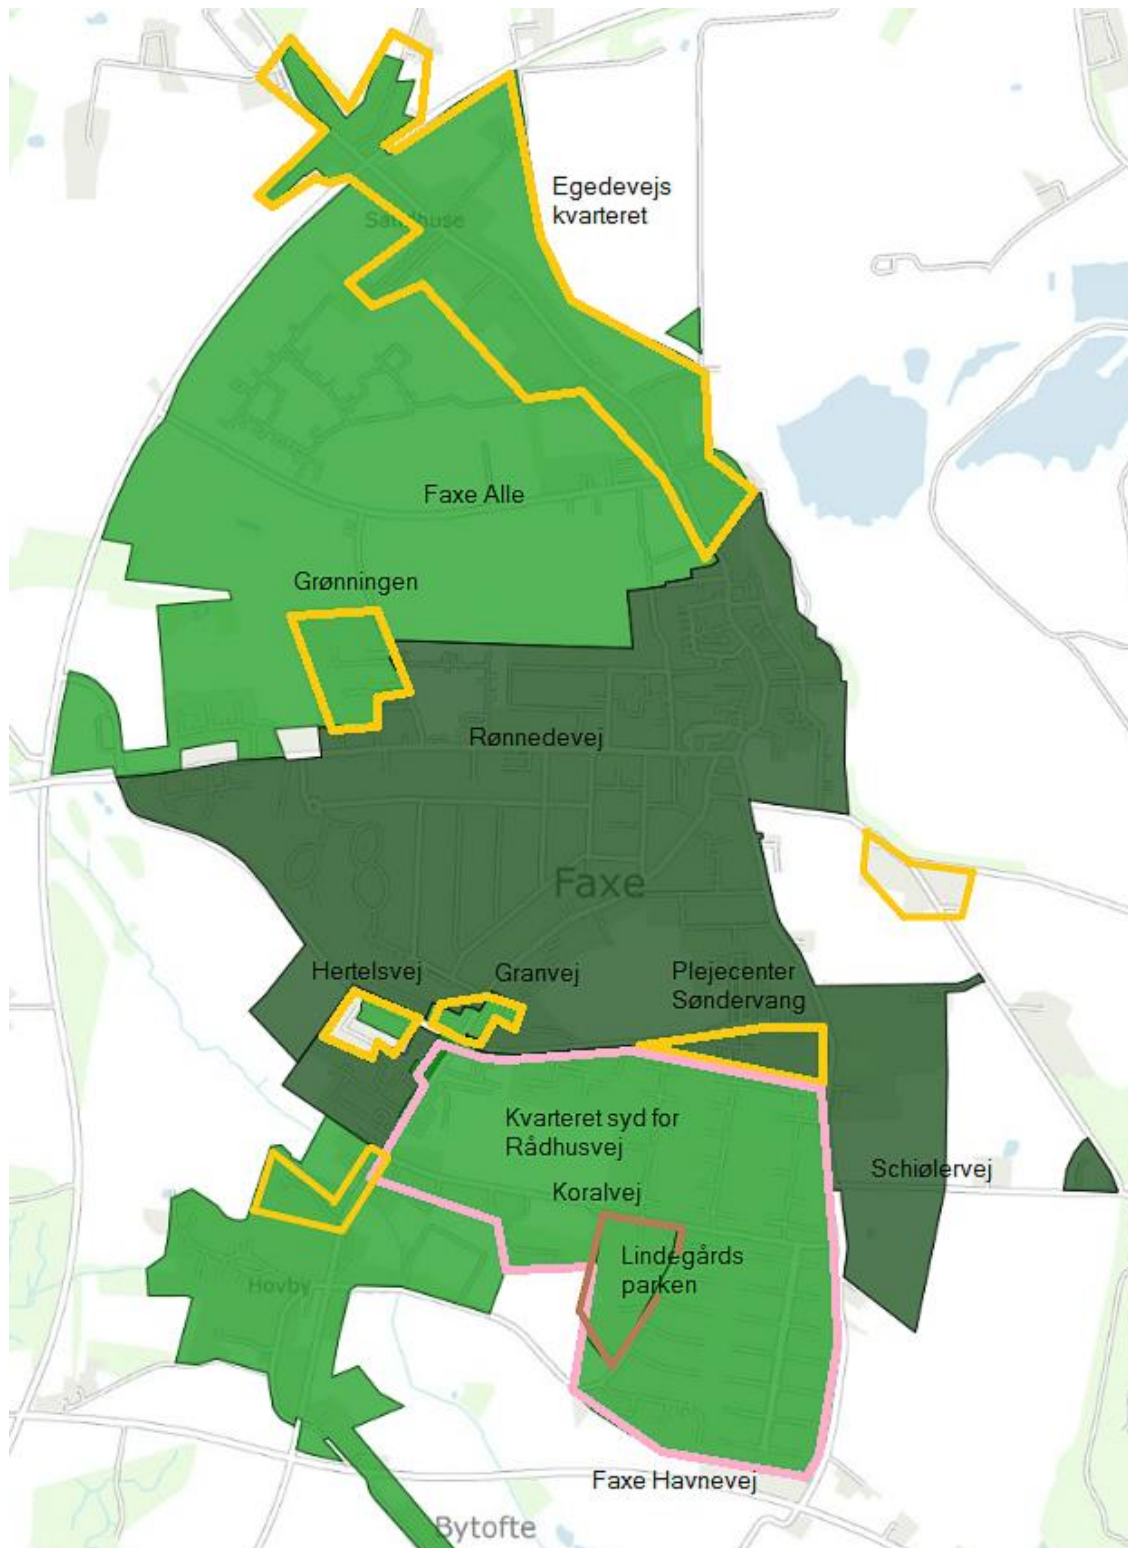 Egedevejs
kvarteret
Sandhuse
Faxe Alle
Grønningen
Rønnedevej
Faxe
Hertelsvej
Granvej
Plejecenter
Søndervang
Kvarteret syd for
Rådhusvej
Schiølervej
Koralvej
Lindegårds
parken
Hovby
Faxe Havnevej
Bytofte